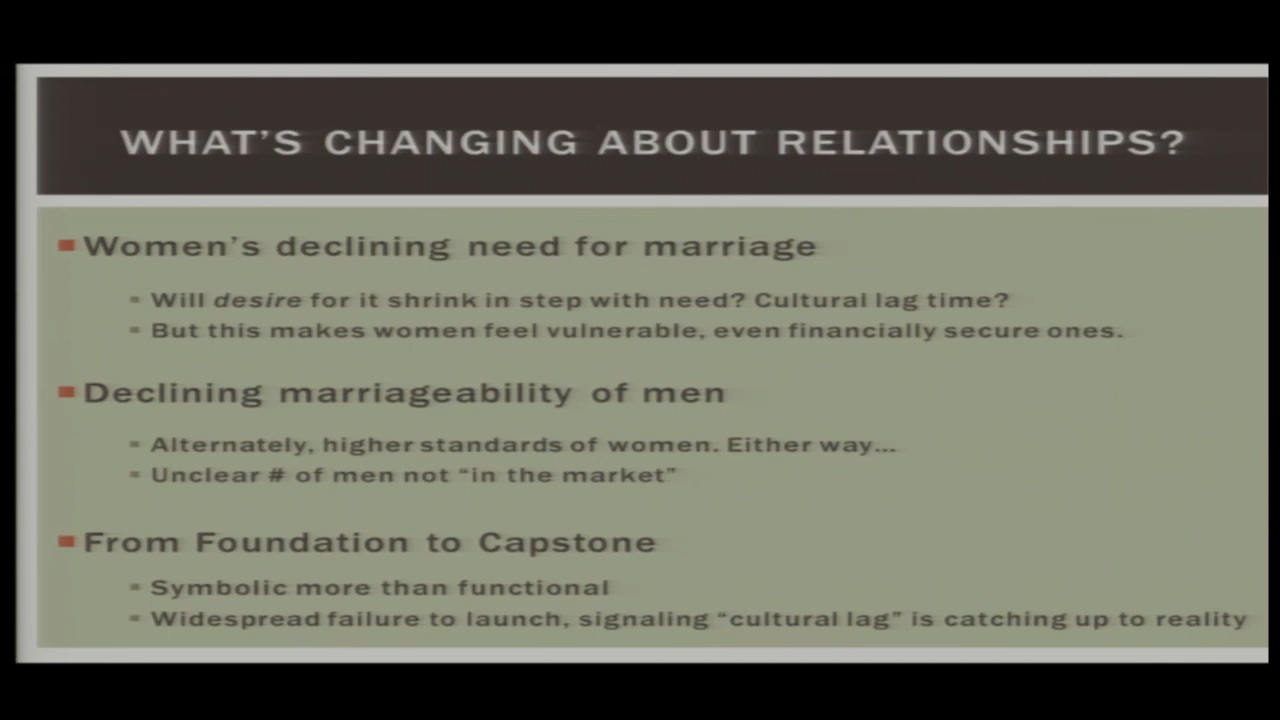 WHAT'S CHANGING ABOUT RELATIONSHIPS?
Women's declining need for marriage
Will desire for it shrink in step with need? Cultural lag time?
But this makes women feel vulnerable, even financially secure ones.
Declining marriageability of men
Alternately, higher standards of women. Either way…
Unclear # of men not “in the market”
From Foundation to Capstone
Symbolic more than functional
Widespread failure to launch, signaling “cultural lag” is catching up to reality